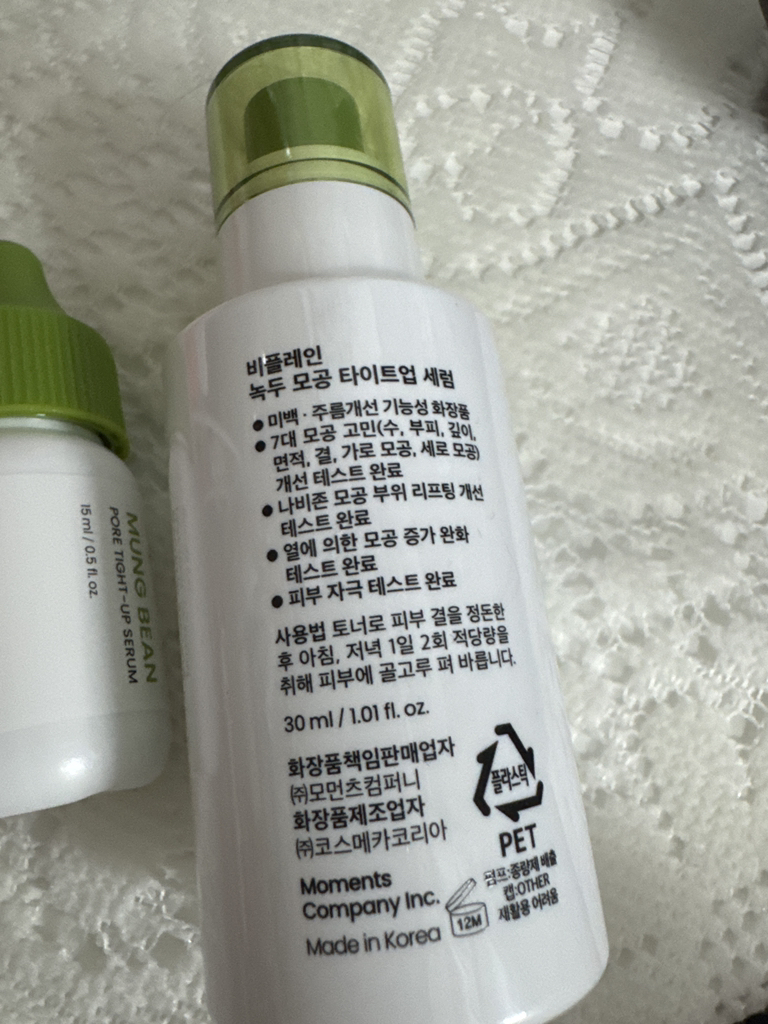 비플레인
녹두 모공 타이트업 세럼
● 미백 · 주름개선 기능성 화장품
● 7대 모공 고민(수, 부피, 깊이,
면적, 결, 가로 모공, 세로 모공)
개선 테스트 완료
● 나비존 모공 부위 리프팅 개선
테스트 완료
● 열에 의한 모공 증가 완화
테스트 완료
● 피부 자극 테스트 완료
사용법 토너로 피부 결을 정돈한
후 아침, 저녁 1일 2회 적당량을
취해 피부에 골고루 펴 바릅니다.
30 ml / 1.01 fl. oz.
화장품책임판매업자
㈜모먼츠컴퍼니
화장품제조업자
㈜코스메카코리아
Moments
Company Inc.
Made in Korea
12M
플라스틱
PET
펌프:종량제 배출
캡:OTHER
재활용 어려움
MUNG BEAN
PORE TIGHT-UP SERUM
15 ml / 0.5 fl. oz.